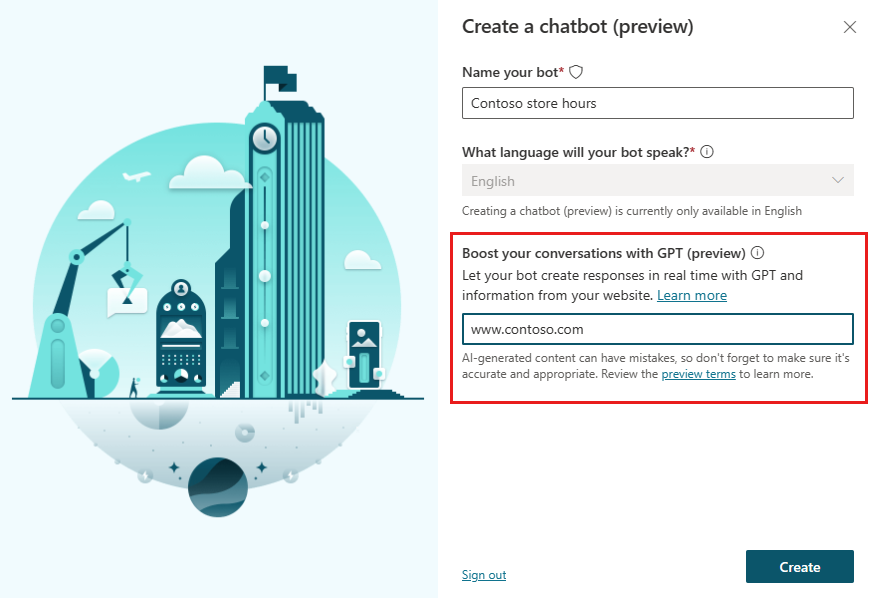 Create a chatbot (preview)
Name your bot*
Contoso store hours
What language will your bot speak?*
English
Creating a chatbot (preview) is currently only available in English
Boost your conversations with GPT (preview)
Let your bot create responses in real time with GPT and
information from your website. Learn more
www.contoso.com
AI-generated content can have mistakes, so don't forget to make sure it's
accurate and appropriate. Review the preview terms to learn more.
Sign out
Create